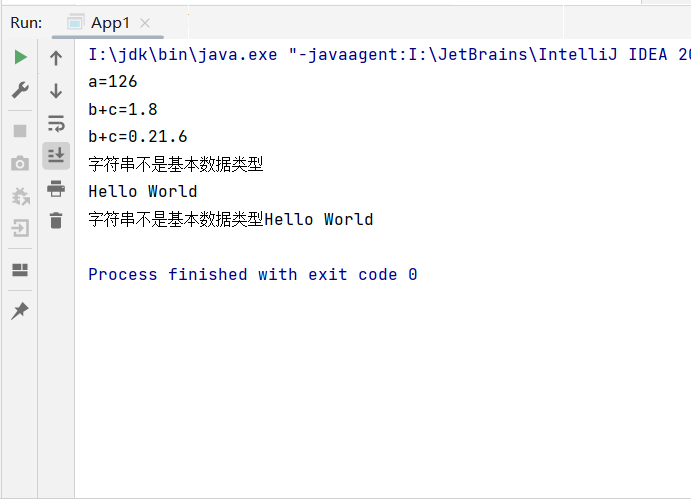 Run: App1
I:\jdk\bin\java.exe "-javaagent:I:\JetBrains\IntelliJ IDEA 20
a=126
b+c=1.8
b+c=0.21.6
字符串不是基本数据类型
Hello World
字符串不是基本数据类型Hello World
Process finished with exit code 0